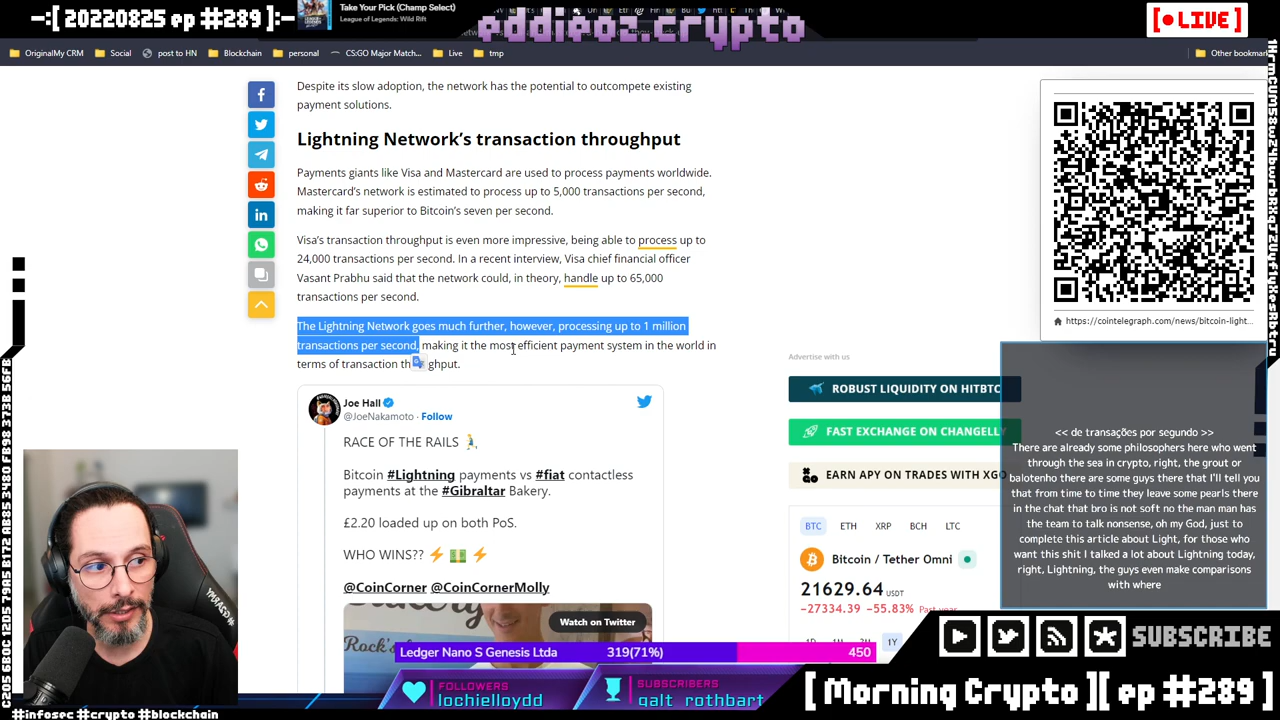 -:[ 20220825 ep #289 ]:-
Take Your Pick (Champ Select)
League of Legends: Wild Rift
eddieoz.crypto
[ LIVE ]
OriginalMy CRM
Social
post to HN
Blockchain
personal
CS:GO Major Match...
Live
tmp
Other bookmar
Despite its slow adoption, the network has the potential to outcompete existing
payment solutions.
Lightning Network's transaction throughput
Payments giants like Visa and Mastercard are used to process payments worldwide.
Mastercard's network is estimated to process up to 5,000 transactions per second,
making it far superior to Bitcoin's seven per second.
Visa's transaction throughput is even more impressive, being able to process up to
24,000 transactions per second. In a recent interview, Visa chief financial officer
Vasant Prabhu said that the network could, in theory, handle up to 65,000
transactions per second.
The Lightning Network goes much further, however, processing up to 1 million
transactions per second, making it the most efficient payment system in the world in
terms of transaction th ghput.
Joe Hall
@JoeNakamoto · Follow
RACE OF THE RAILS
Bitcoin #Lightning payments vs #fiat contactless
payments at the #Gibraltar Bakery.
£2.20 loaded up on both PoS.
WHO WINS?? ⚡ 💵 ⚡
@CoinCorner @CoinCornerMolly
Watch on Twitter
https://cointelegraph.com/news/bitcoin-light...
Advertise with us
ROBUST LIQUIDITY ON HITBTC
FAST EXCHANGE ON CHANGELLY
EARN APY ON TRADES WITH XGO
BTC ETH XRP BCH LTC
Bitcoin / Tether Omni
21629.64 USDT
−27334.39 −55.83% Past year
1Y
<< de transações por segundo >>
There are already some philosophers here who went
through the sea in crypto, right, the grout or
balotenho there are some guys there that I'll tell you
that from time to time they leave some pearls there
in the chat that bro is not soft no the man man has
the team to talk nonsense, oh my God, just to
complete this article about Light, for those who
want this shit I talked a lot about Lightning today,
right, Lightning, the guys even make comparisons
with where
Ledger Nano S Genesis Ltda
319(71%)
450
FOLLOWERS
lochielloydd
SUBSCRIBERS
galt_rothbart
SUBSCRIBE
[ Morning Crypto ][ ep #289 ]
#infosec #crypto #blockchain